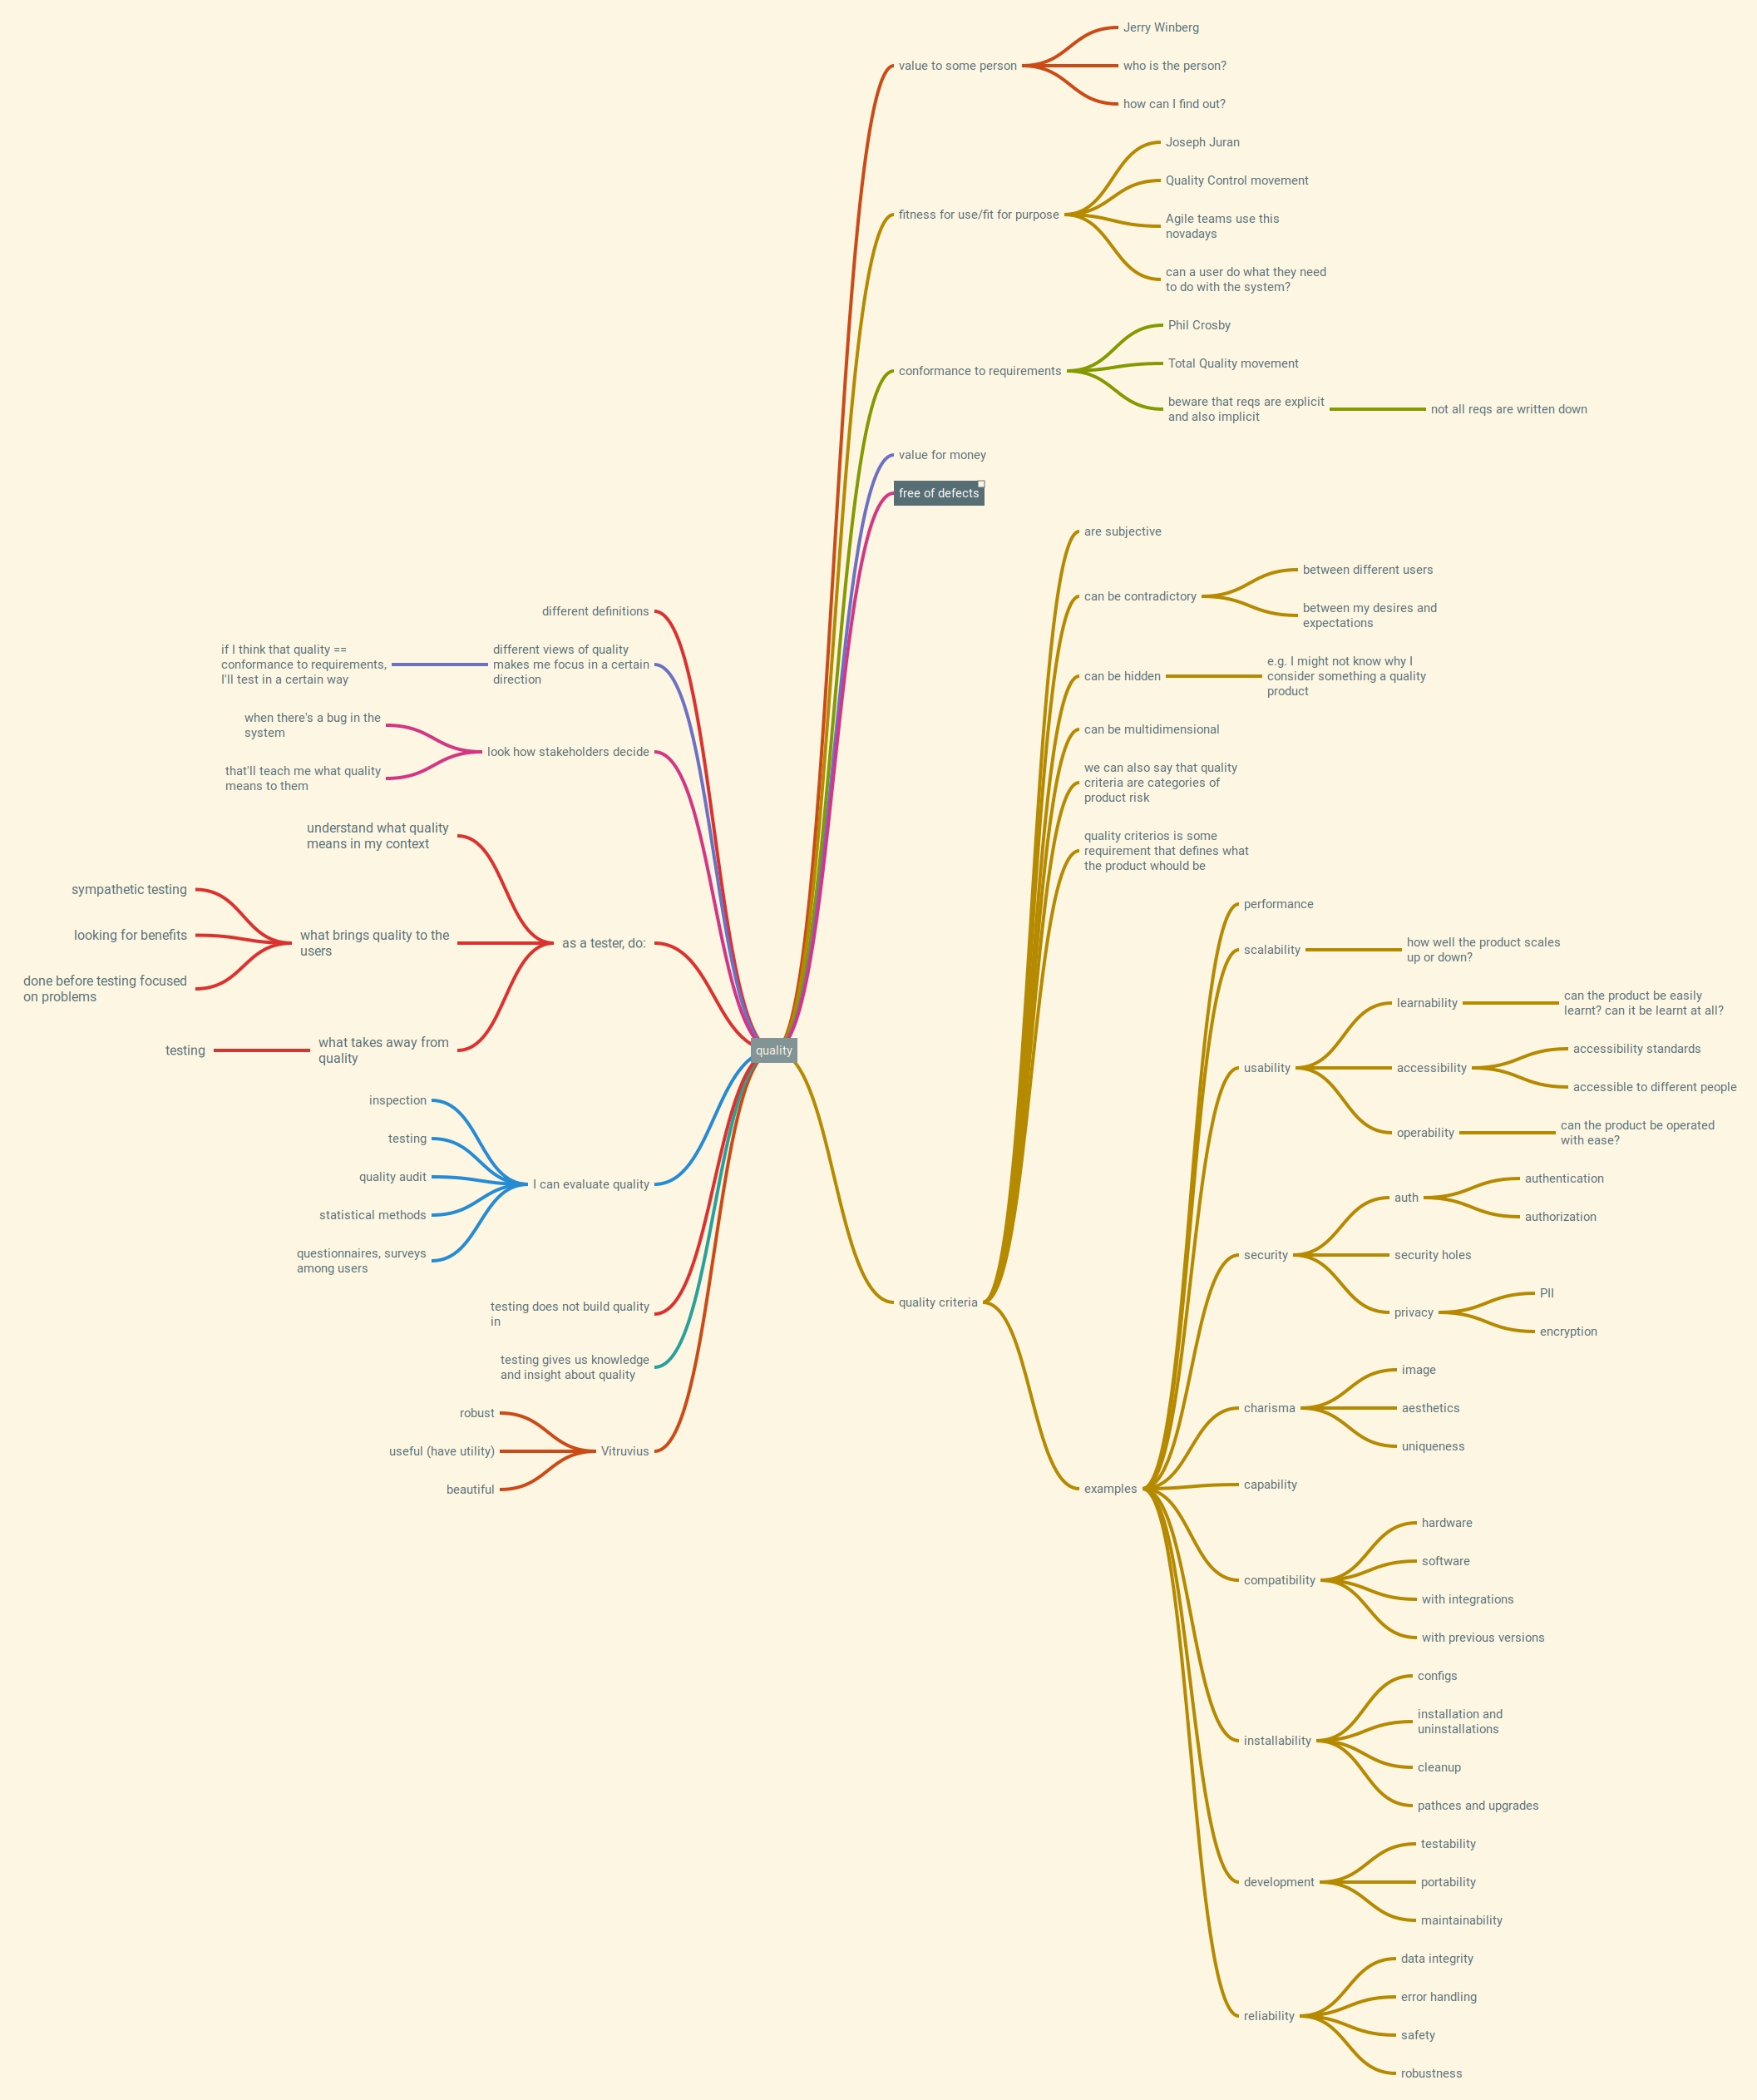 quality
value to some person
Jerry Winberg
who is the person?
how can I find out?
fitness for use/fit for purpose
Joseph Juran
Quality Control movement
Agile teams use this
novadays
can a user do what they need
to do with the system?
conformance to requirements
Phil Crosby
Total Quality movement
beware that reqs are explicit
and also implicit
not all reqs are written down
value for money
free of defects
quality criteria
are subjective
can be contradictory
between different users
between my desires and
expectations
can be hidden
e.g. I might not know why I
consider something a quality
product
can be multidimensional
we can also say that quality
criteria are categories of
product risk
quality criterios is some
requirement that defines what
the product whould be
examples
performance
scalability
how well the product scales
up or down?
usability
learnability
can the product be easily
learnt? can it be learnt at all?
accessibility
accessibility standards
accessible to different people
operability
can the product be operated
with ease?
security
auth
authentication
authorization
security holes
privacy
PII
encryption
charisma
image
aesthetics
uniqueness
capability
compatibility
hardware
software
with integrations
with previous versions
installability
configs
installation and
uninstallations
cleanup
pathces and upgrades
development
testability
portability
maintainability
reliability
data integrity
error handling
safety
robustness
different definitions
different views of quality
makes me focus in a certain
direction
if I think that quality ==
conformance to requirements,
I'll test in a certain way
look how stakeholders decide
when there's a bug in the
system
that'll teach me what quality
means to them
as a tester, do:
understand what quality
means in my context
what brings quality to the
users
sympathetic testing
looking for benefits
done before testing focused
on problems
what takes away from
quality
testing
I can evaluate quality
inspection
testing
quality audit
statistical methods
questionnaires, surveys
among users
testing does not build quality
in
testing gives us knowledge
and insight about quality
Vitruvius
robust
useful (have utility)
beautiful